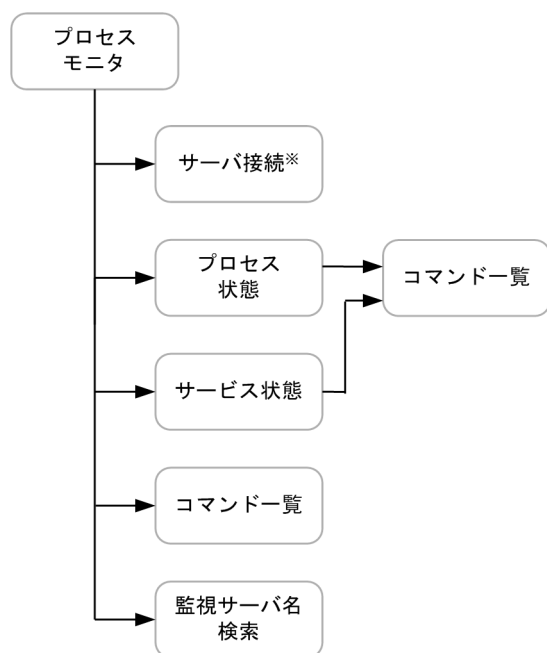 プロセス
モニタ
サーバ接続※
プロセス
状態
コマンド一覧
サービス状態
コマンド一覧
監視サーバ名
検索